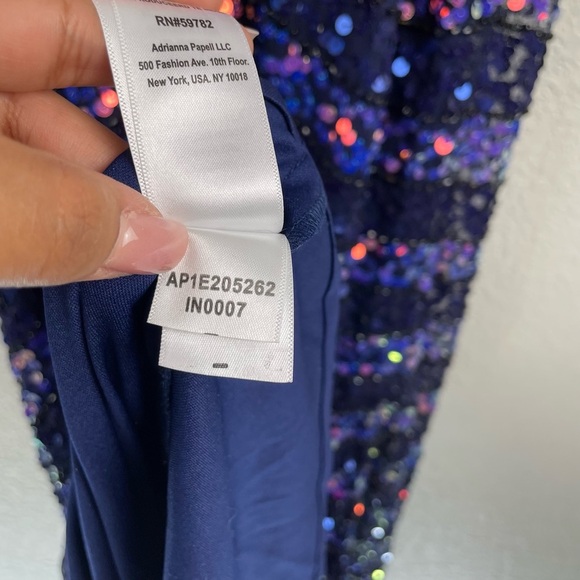 RN#59782
Adrianna Papell LLC
500 Fashion Ave. 10th Floor.
New York, USA. NY 10018
AP1E205262
IN0007